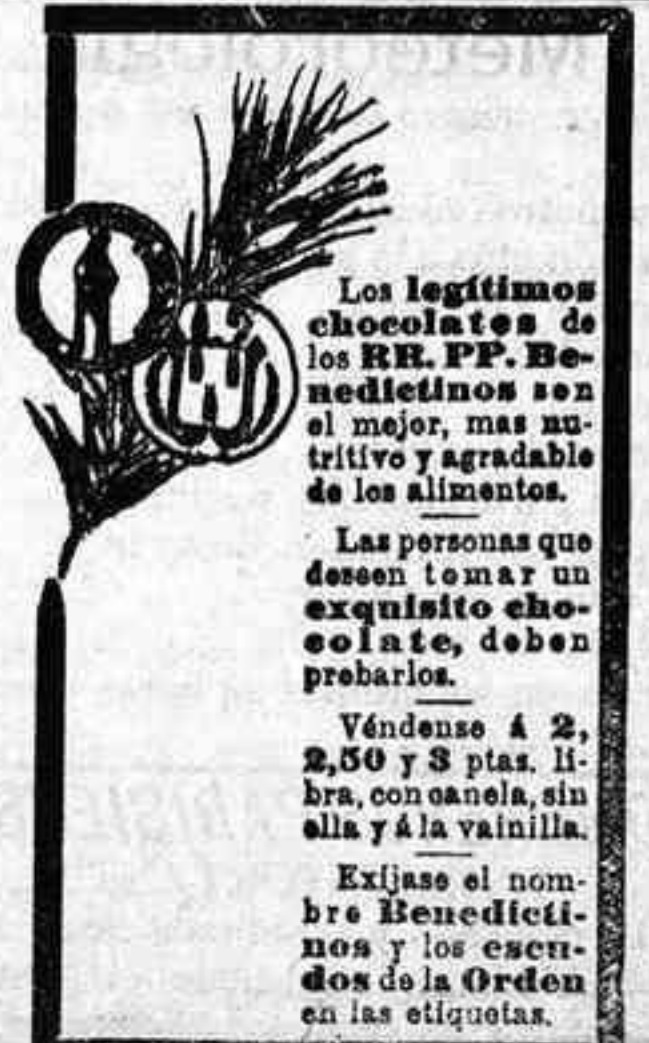 Los legítimos
chocolates de
los RR. PP. Be-
nedictinos son
el mejor, mas nu-
tritivo y agradable
de los alimentos.
Las personas que
deseen tomar un
exquisito cho-
colate, deben
probarlos.
Véndense á 2,
2,50 y 3 ptas. li-
bra, con canela, sin
ella y á la vainilla.
Exíjase el nom-
bre Benedicti-
nos y los escu-
dos de la Orden
en las etiquetas.